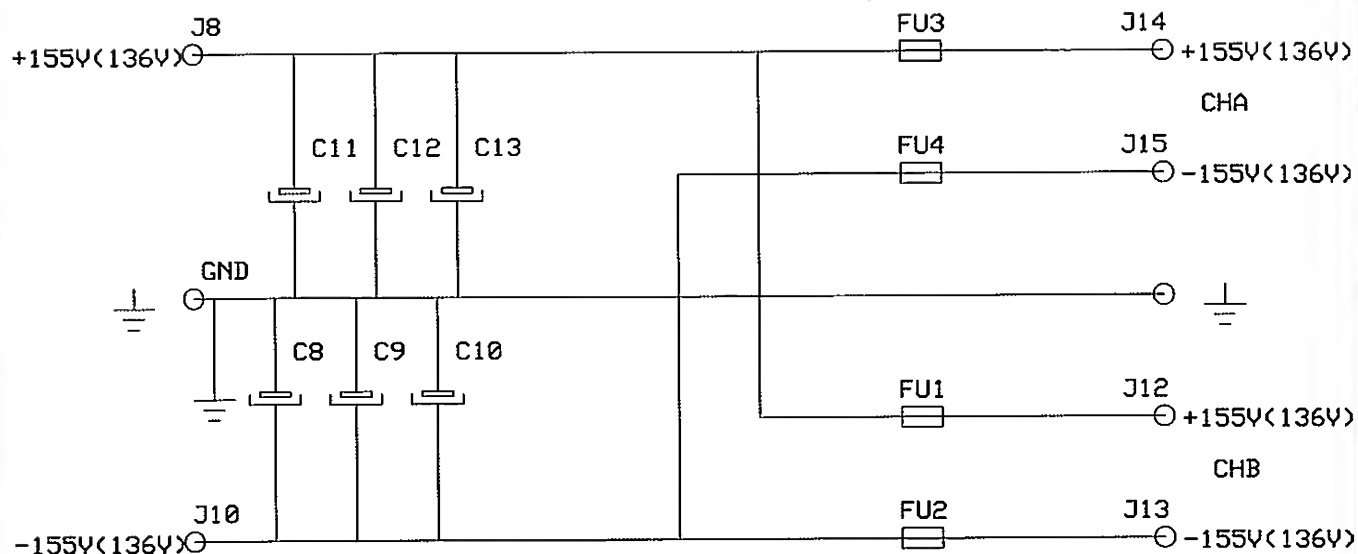 J8 FU3 J14
+155V(136V) +155V(136V)
CHA
C11 C12 C13 FU4 J15
-155V(136V)
GND
C8 C9 C10 FU1 J12
+155V(136V)
CHB
J10 FU2 J13
-155V(136V) -155V(136V)